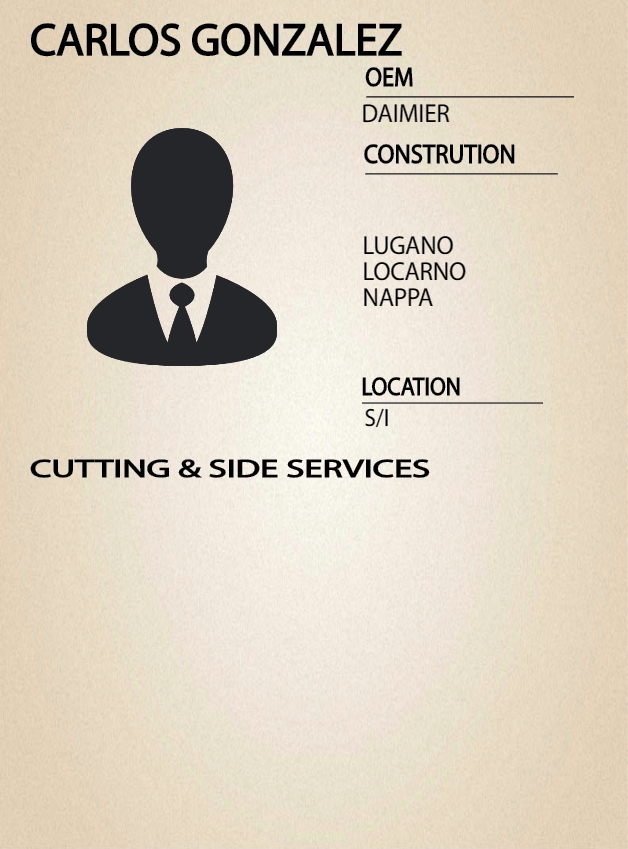 CARLOS GONZALEZ
OEM
DAIMIER
CONSTRUTION
LUGANO
LOCARNO
NAPPA
LOCATION
S/I
CUTTING & SIDE SERVICES